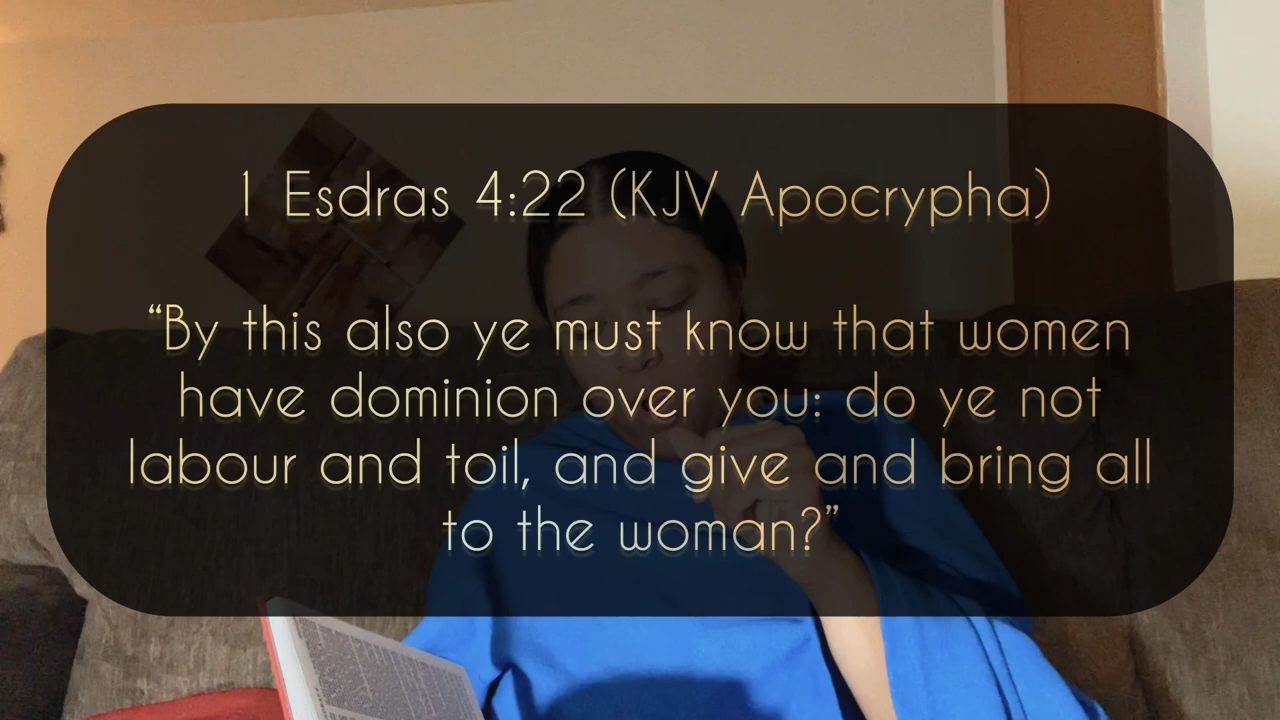 1 Esdras 4:22 (KJV Apocrypha)
“By this also ye must know that women
have dominion over you: do ye not
labour and toil, and give and bring all
to the woman?”